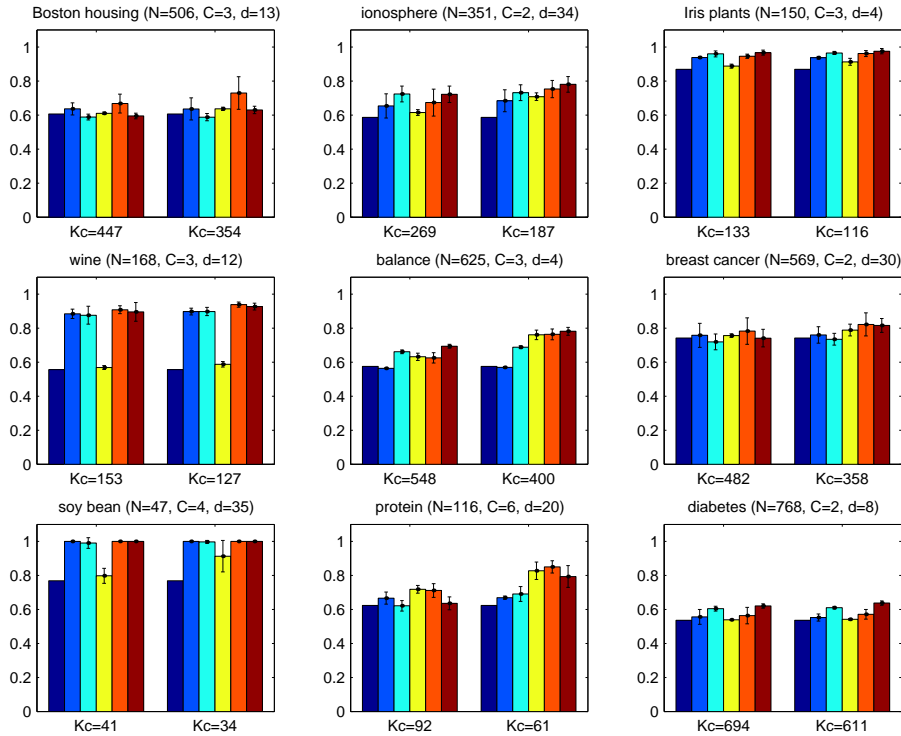 Boston housing (N=506, C=3, d=13)
1
0.8
0.6
0.4
0.2
0
Kc=447
Kc=354
ionosphere (N=351, C=2, d=34)
1
0.8
0.6
0.4
0.2
0
Kc=269
Kc=187
Iris plants (N=150, C=3, d=4)
1
0.8
0.6
0.4
0.2
0
Kc=133
Kc=116
wine (N=168, C=3, d=12)
1
0.8
0.6
0.4
0.2
0
Kc=153
Kc=127
balance (N=625, C=3, d=4)
1
0.8
0.6
0.4
0.2
0
Kc=548
Kc=400
breast cancer (N=569, C=2, d=30)
1
0.8
0.6
0.4
0.2
0
Kc=482
Kc=358
soy bean (N=47, C=4, d=35)
1
0.8
0.6
0.4
0.2
0
Kc=41
Kc=34
protein (N=116, C=6, d=20)
1
0.8
0.6
0.4
0.2
0
Kc=92
Kc=61
diabetes (N=768, C=2, d=8)
1
0.8
0.6
0.4
0.2
0
Kc=694
Kc=611